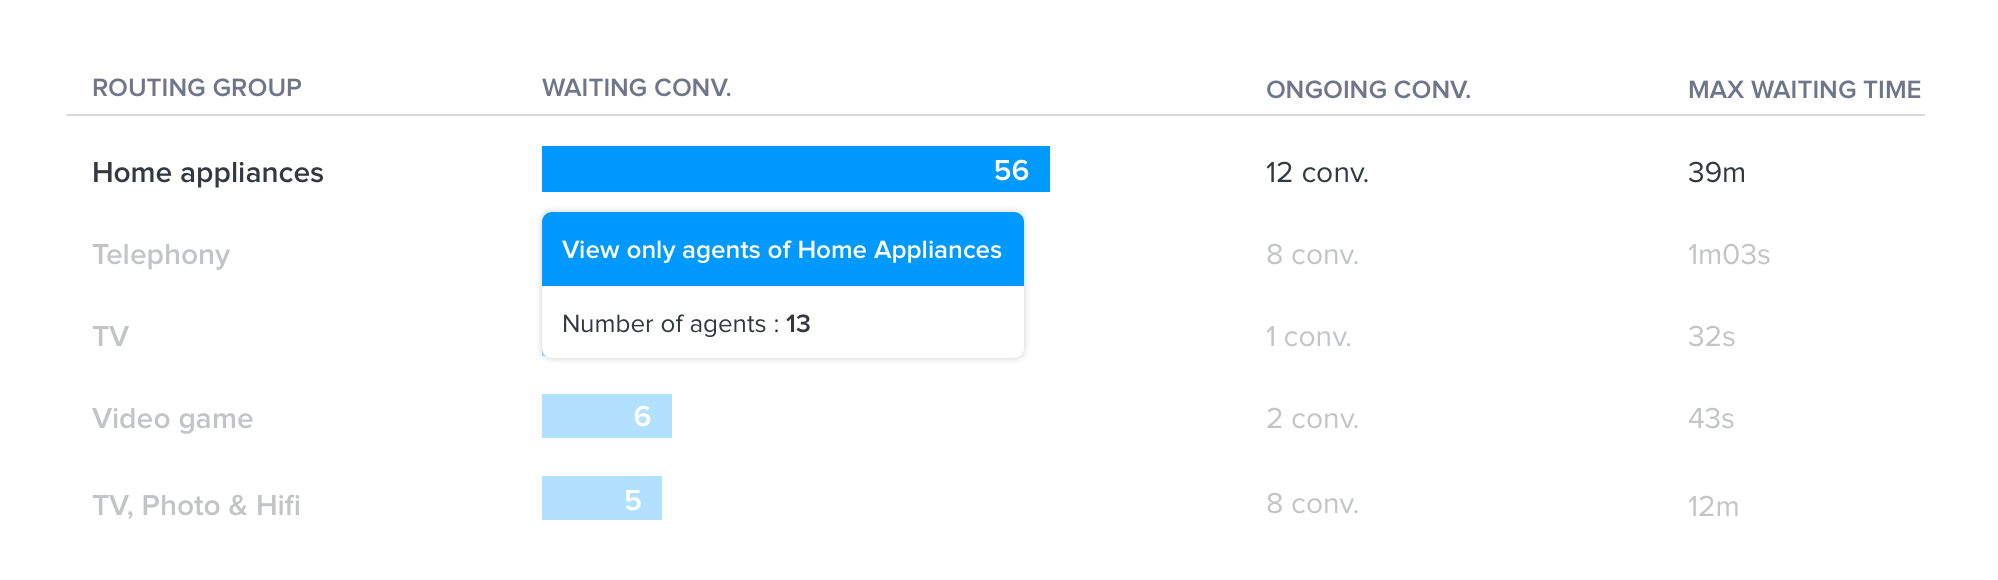 ROUTING GROUP WAITING CONV. ONGOING CONV. MAX WAITING TIME
Home appliances 56 12 conv. 39m
Telephony View only agents of Home Appliances 8 conv. 1m03s
Number of agents : 13
TV 1 conv. 32s
Video game 6 2 conv. 43s
TV, Photo & Hifi 5 8 conv. 12m